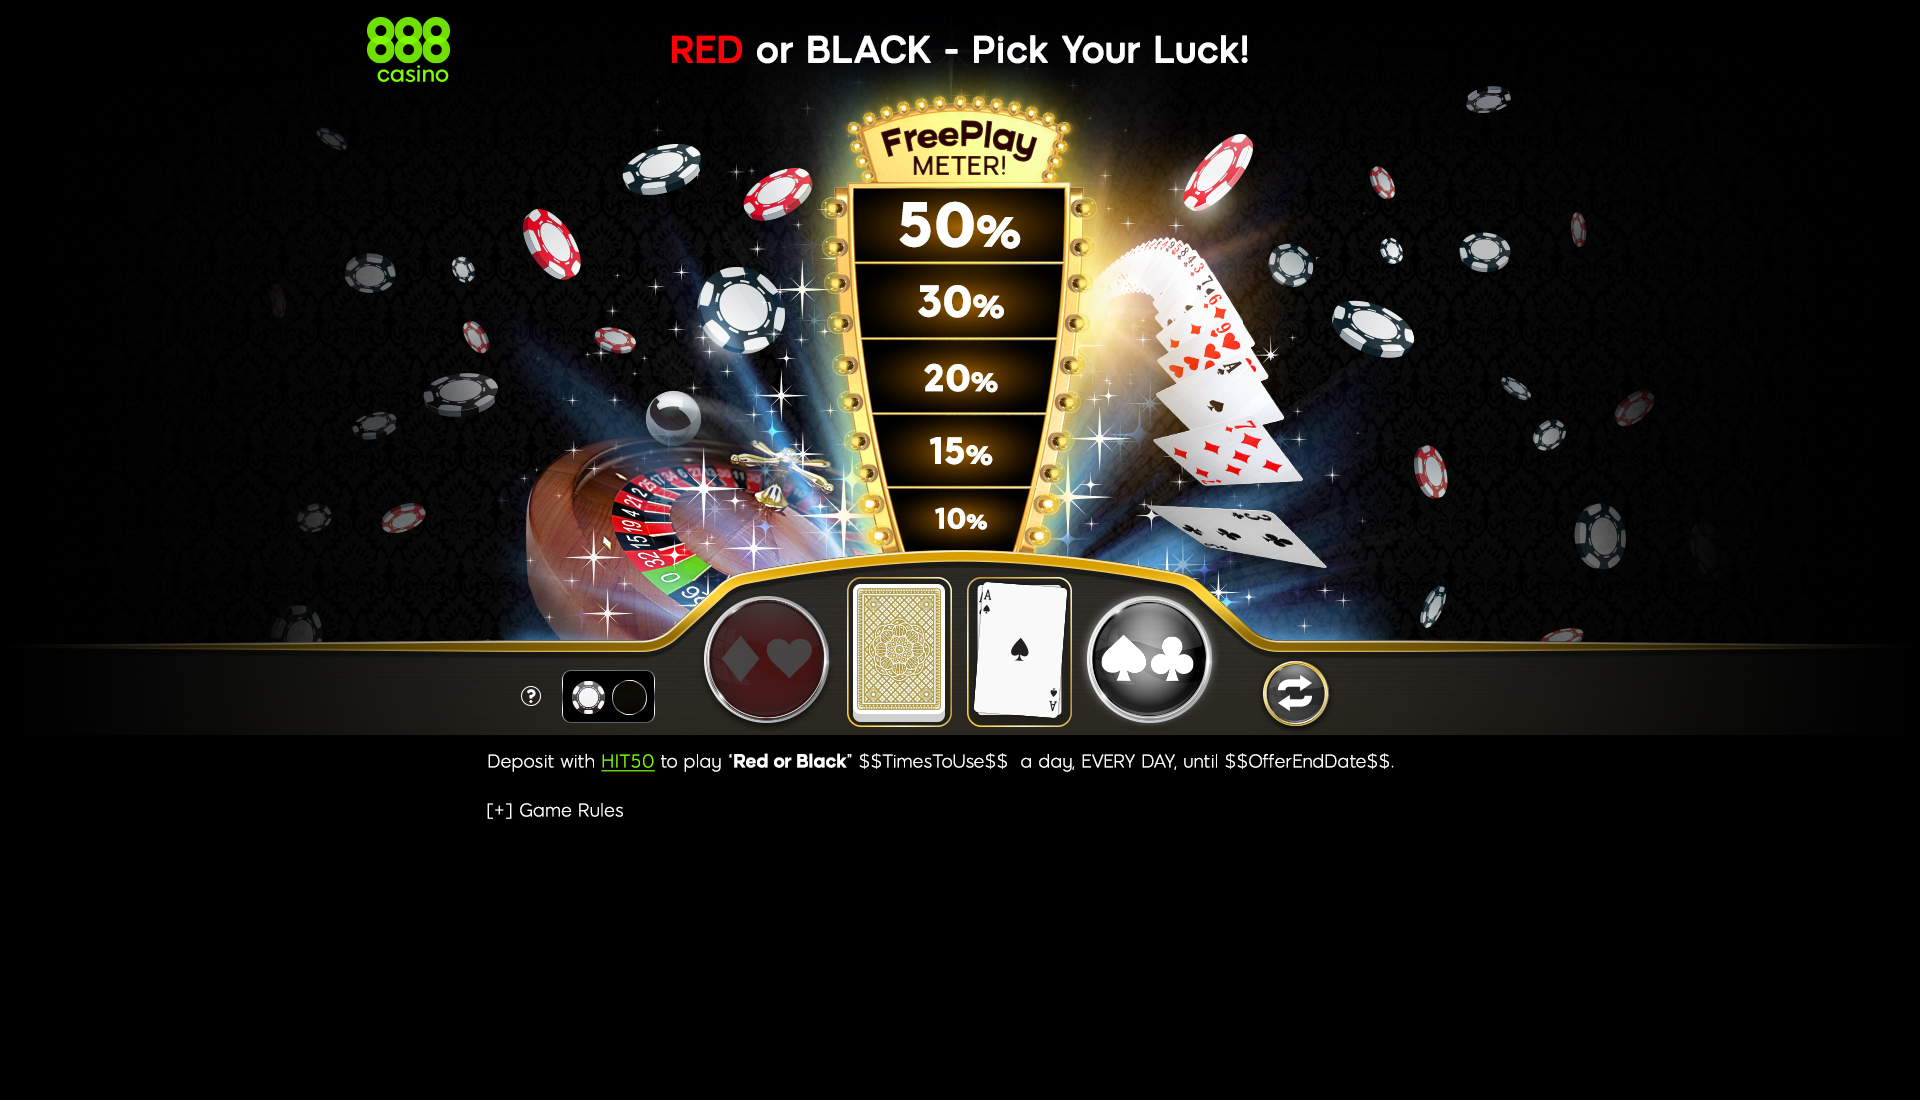 888
casino
RED or BLACK - Pick Your Luck!
FreePlay
METER!
50%
30%
20%
15%
10%
A
A
?
Deposit with HIT50 to play ‘Red or Black” $$TimesToUse$$ a day, EVERY DAY, until $$OfferEndDate$$.
[+] Game Rules